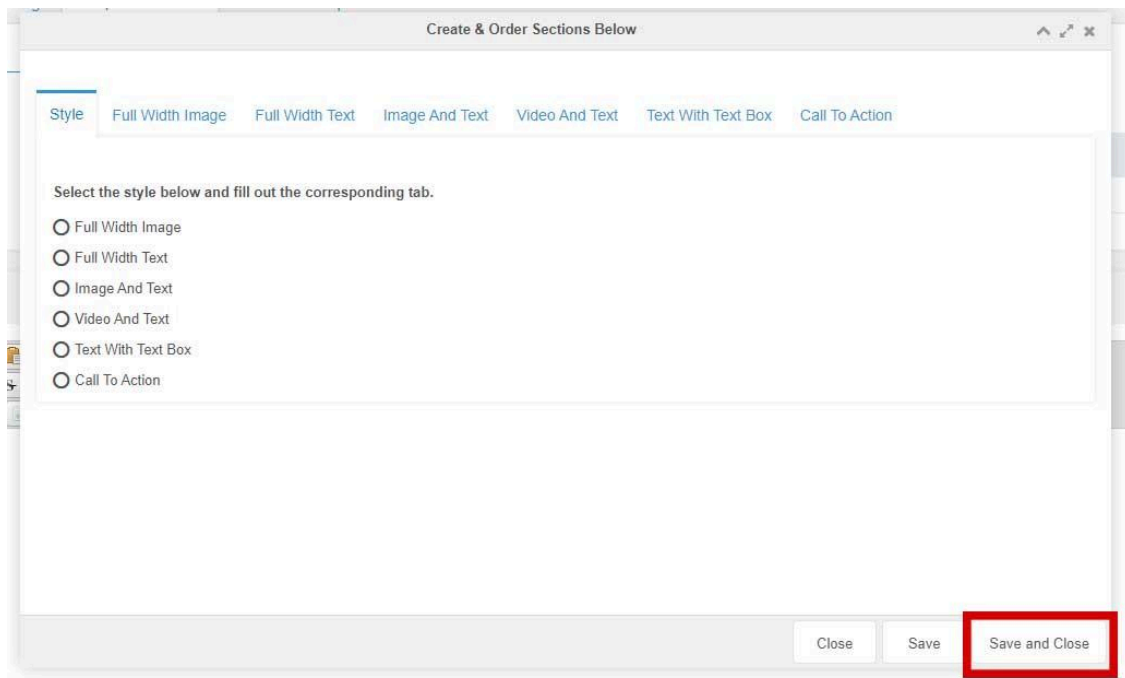 Create & Order Sections Below
Style Full Width Image Full Width Text Image And Text Video And Text Text With Text Box Call To Action
Select the style below and fill out the corresponding tab.
Full Width Image
Full Width Text
Image And Text
Video And Text
Text With Text Box
Call To Action
Close Save Save and Close